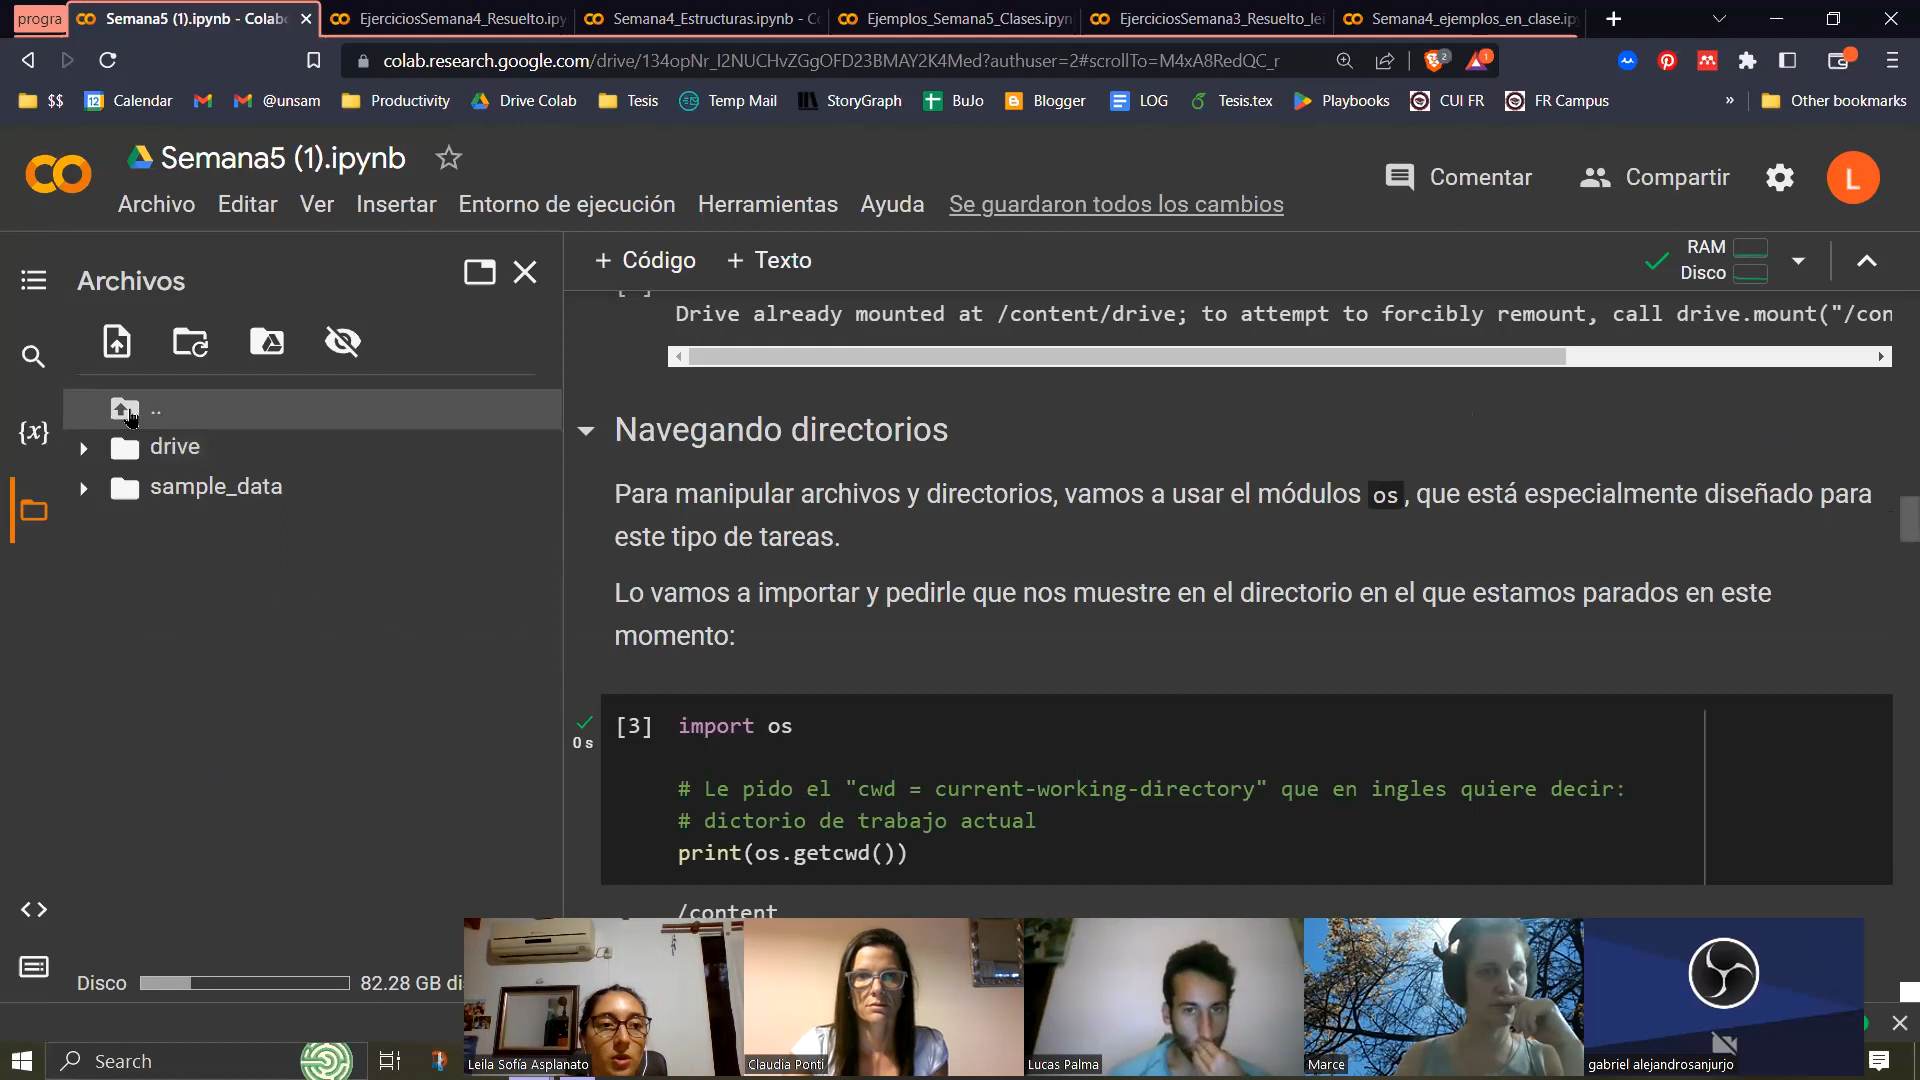 progra
Semana5 (1).ipynb - Colab
EjerciciosSemana4_Resuelto.ipy
Semana4_Estructuras.ipynb - C
Ejemplos_Semana5_Clases.ipyn
EjerciciosSemana3_Resuelto_lei
Semana4_ejemplos_en_clase.ip
colab.research.google.com/drive/134opNr_I2NUCHvZGgOFD23BMAY2K4Med?authuser=2#scrollTo=M4xA8RedQC_r
2
1
$$
12
Calendar
@unsam
Productivity
Drive Colab
Tesis
Temp Mail
StoryGraph
BuJo
Blogger
LOG
Tesis.tex
Playbooks
CUI FR
FR Campus
»
Other bookmarks
Semana5 (1).ipynb
Comentar
Compartir
L
Archivo Editar Ver Insertar Entorno de ejecución Herramientas Ayuda Se guardaron todos los cambios
Archivos
+ Código + Texto
RAM
Disco
..
drive
sample_data
{x}
Drive already mounted at /content/drive; to attempt to forcibly remount, call drive.mount("/con
Navegando directorios
Para manipular archivos y directorios, vamos a usar el módulos os, que está especialmente diseñado para
este tipo de tareas.
Lo vamos a importar y pedirle que nos muestre en el directorio en el que estamos parados en este
momento:
0 s
[3] import os
# Le pido el "cwd = current-working-directory" que en ingles quiere decir:
# dictorio de trabajo actual
print(os.getcwd())
/content
Disco
82.28 GB di
Leila Sofía Asplanato
Claudia Ponti
Lucas Palma
Marce
gabriel alejandrosanjurjo
Search